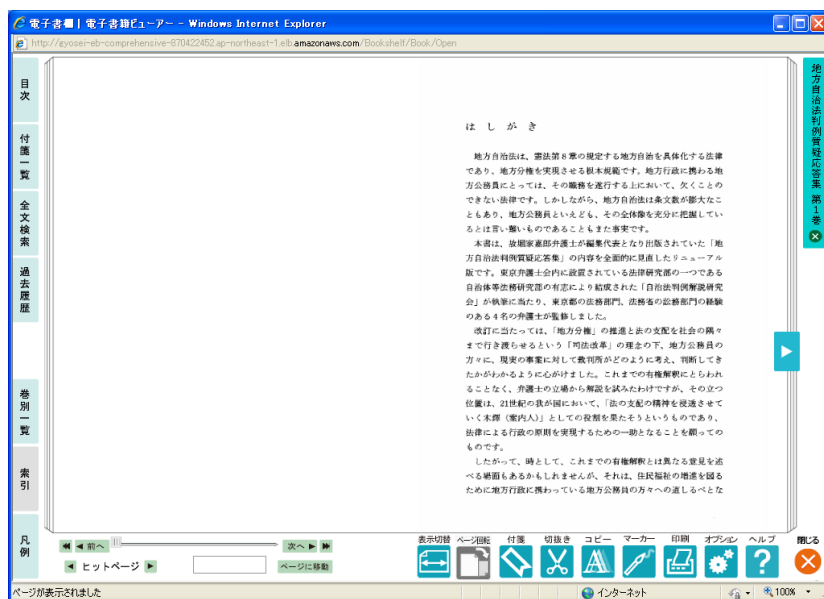 電子書棚 | 電子書籍ビューアー - Windows Internet Explorer
http://gyosei-eb-comprehensive-870422452.ap-northeast-1.elb.amazonaws.com/Bookshelf/Book/Open
目次
付箋一覧
全文検索
過去履歴
巻別一覧
索引
凡例
はしがき
地方自治法は、憲法第8章の規定する地方自治を具体化する法律
であり、地方分権を実現させる根本規範です。地方行政に携わる地
方公務員にとっては、その職務を遂行する上において、欠くことの
できない法律です。しかしながら、地方自治法は条文数が膨大なこ
ともあり、地方公務員といえども、その全体像を充分に把握してい
るとは言い難いものであることもまた事実です。
本書は、故堀家嘉郎弁護士が編集代表となり出版されていた「地
方自治法判例質疑応答集」の内容を全面的に見直したリニューアル
版です。東京弁護士会内に設置されている法律研究部の一つである
自治体等法務研究部の有志により結成された「自治法判例解説研究
会」が執筆に当たり、東京都の法務部門、法務省の訟務部門の経験
のある4名の弁護士が監修しました。
改訂に当たっては、「地方分権」の推進と法の支配を社会の隅々
まで行き渡らせるという「司法改革」の理念の下、地方公務員の
方々に、現実の事案に対して裁判所がどのように考え、判断してき
たかがわかるように心がけました。これまでの有権解釈にとらわれ
ることなく、弁護士の立場から解説を試みたわけですが、その立つ
位置は、21世紀の我が国において、「法の支配の精神を浸透させて
いく木鐸（案内人）」としての役割を果たそうというものであり、
法律による行政の原則を実現するための一助となることを願っての
ものです。
したがって、時として、これまでの有権解釈とは異なる意見を述
べる場面もあるかもしれませんが、それは、住民福祉の増進を図る
ために地方行政に携わっている地方公務員の方々への道しるべとな
地方自治法判例質疑応答集 第1巻
前へ
次へ
ヒットページ
ページに移動
表示切替 ページ回転 付箋 切抜き コピー マーカー 印刷 オプション ヘルプ 閉じる
ページが表示されました
インターネット
100%